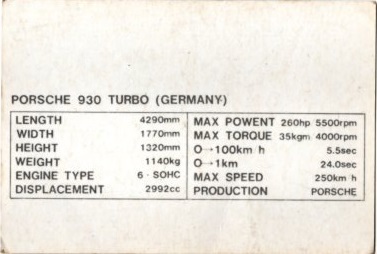 PORSCHE 930 TURBO (GERMANY)
LENGTH 4290mm
WIDTH 1770mm
HEIGHT 1320mm
WEIGHT 1140kg
ENGINE TYPE 6 · SOHC
DISPLACEMENT 2992cc
MAX POWENT 260hp 5500rpm
MAX TORQUE 35kgm 4000rpm
O→100km h 5.5sec
O→1km 24.0sec
MAX SPEED 250km h
PRODUCTION PORSCHE